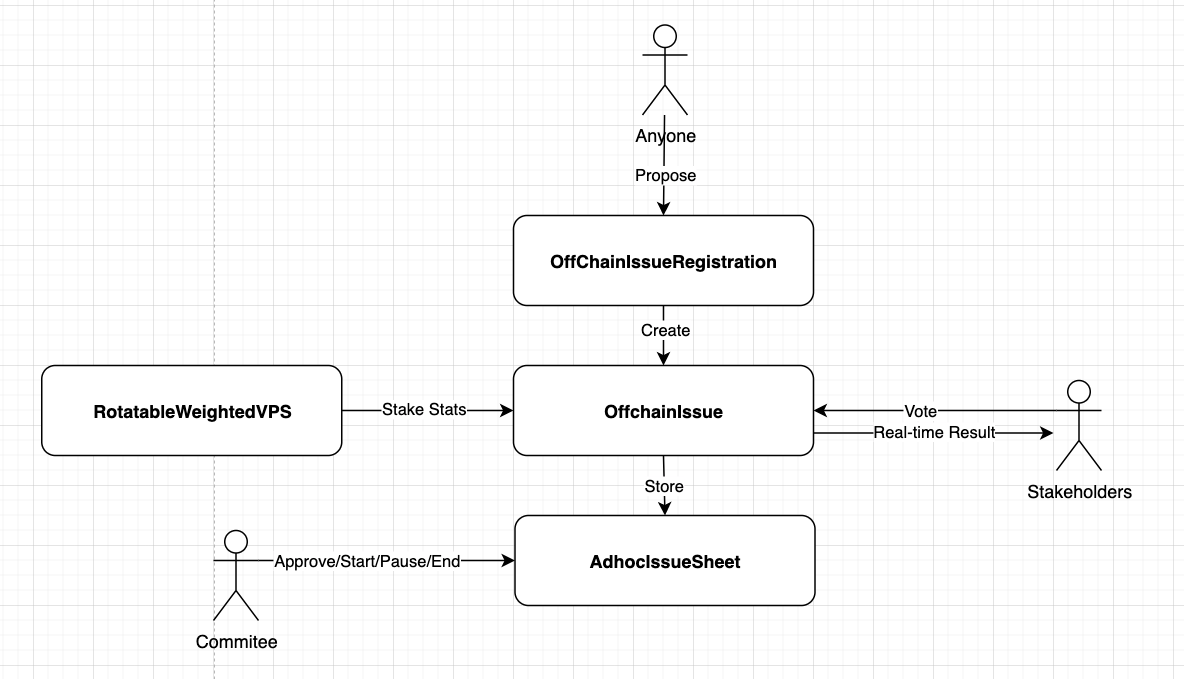 Anyone
Propose
OffChainIssueRegistration
Create
RotatableWeightedVPS
Stake Stats
OffchainIssue
Vote
Real-time Result
Stakeholders
Store
Approve/Start/Pause/End
AdhocIssueSheet
Commitee